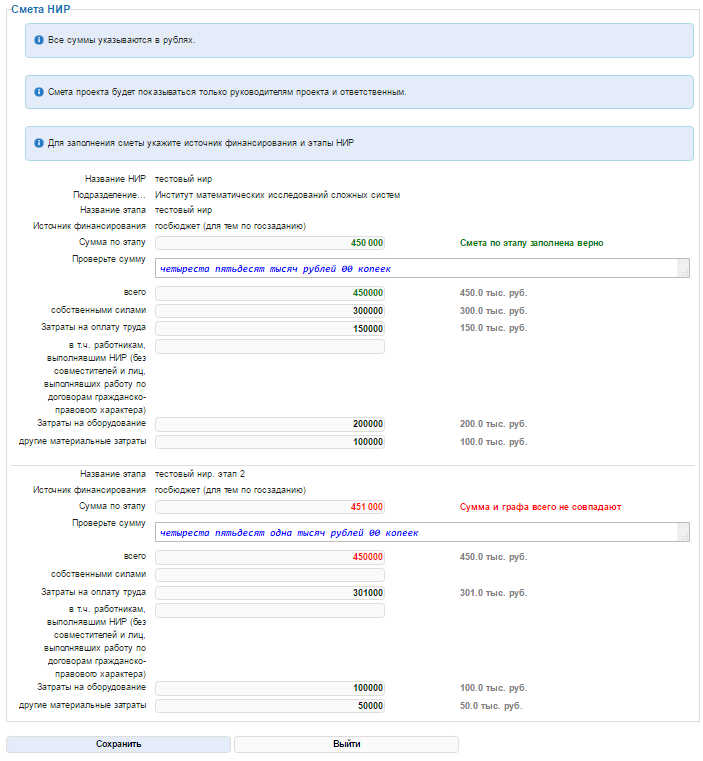 Смета НИР
Все суммы указываются в рублях.
Смета проекта будет показываться только руководителям проекта и ответственным.
Для заполнения сметы укажите источник финансирования и этапы НИР
Название НИР тестовый нир
Подразделение... Институт математических исследований сложных систем
Название этапа тестовый нир
Источник финансирования госбюджет (для тем по госзаданию)
Сумма по этапу 450 000 Смета по этапу заполнена верно
Проверьте сумму четыреста пятьдесят тысяч рублей 00 копеек
всего 450000 450.0 тыс. руб.
собственными силами 300000 300.0 тыс. руб.
Затраты на оплату труда 150000 150.0 тыс. руб.
в т.ч. работникам,
выполнявшим НИР (без
совместителей и лиц,
выполнявших работу по
договорам гражданско-
правового характера)
Затраты на оборудование 200000 200.0 тыс. руб.
другие материальные затраты 100000 100.0 тыс. руб.
Название этапа тестовый нир. этап 2
Источник финансирования госбюджет (для тем по госзаданию)
Сумма по этапу 451 000 Сумма и графа всего не совпадают
Проверьте сумму четыреста пятьдесят одна тысяч рублей 00 копеек
всего 450000 450.0 тыс. руб.
собственными силами
Затраты на оплату труда 301000 301.0 тыс. руб.
в т.ч. работникам,
выполнявшим НИР (без
совместителей и лиц,
выполнявших работу по
договорам гражданско-
правового характера)
Затраты на оборудование 100000 100.0 тыс. руб.
другие материальные затраты 50000 50.0 тыс. руб.
Сохранить Выйти